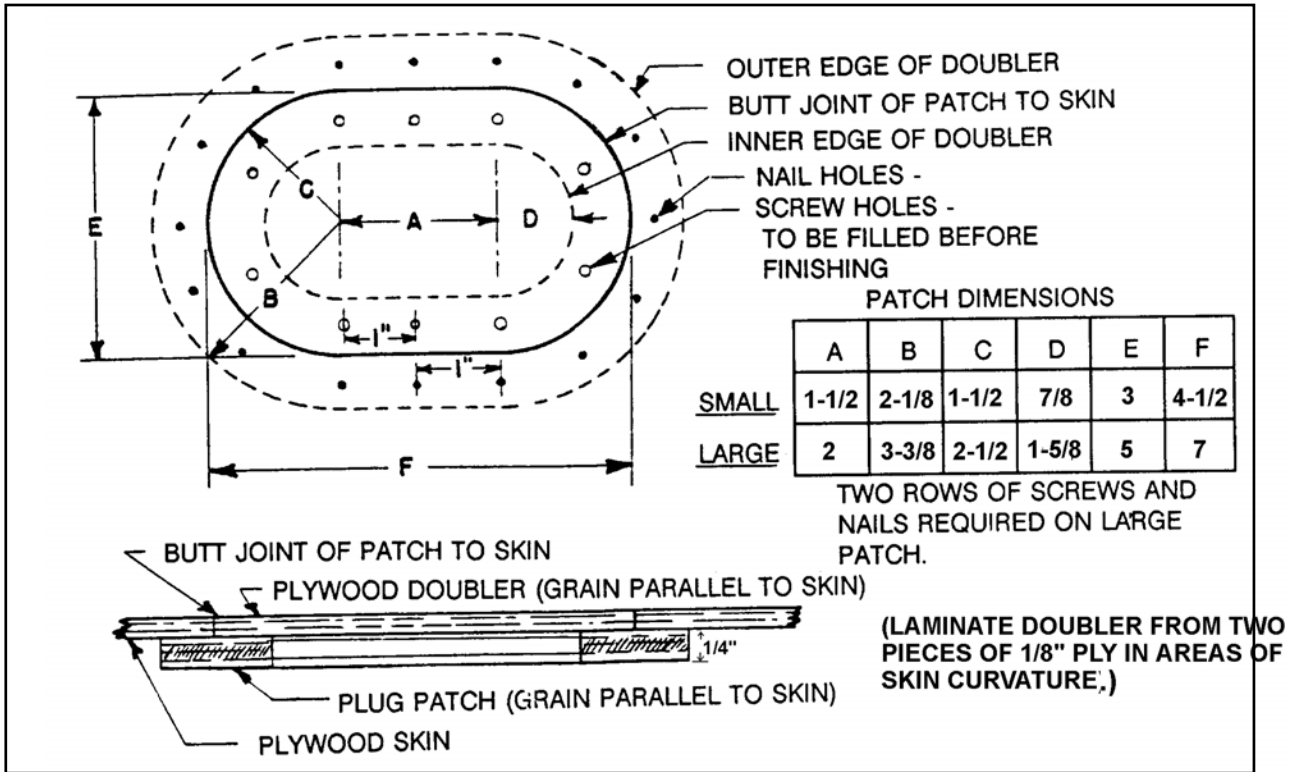 OUTER EDGE OF DOUBLER
BUTT JOINT OF PATCH TO SKIN
INNER EDGE OF DOUBLER
NAIL HOLES -
SCREW HOLES -
TO BE FILLED BEFORE
FINISHING
E
C
A
D
B
1"
1"
F
PATCH DIMENSIONS
A B C D E F
SMALL 1-1/2 2-1/8 1-1/2 7/8 3 4-1/2
LARGE 2 3-3/8 2-1/2 1-5/8 5 7
TWO ROWS OF SCREWS AND
NAILS REQUIRED ON LARGE
PATCH.
BUTT JOINT OF PATCH TO SKIN
PLYWOOD DOUBLER (GRAIN PARALLEL TO SKIN)
1/4"
PLUG PATCH (GRAIN PARALLEL TO SKIN)
PLYWOOD SKIN
(LAMINATE DOUBLER FROM TWO
PIECES OF 1/8" PLY IN AREAS OF
SKIN CURVATURE.)